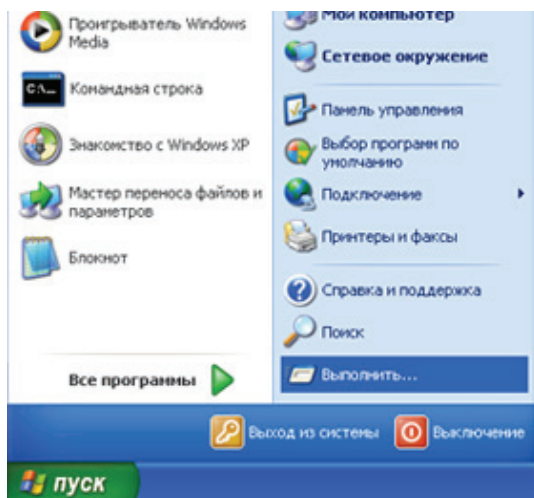 Проигрыватель Windows
Media
Командная строка
Знакомство с Windows XP
Мастер переноса файлов и
параметров
Блокнот
Все программы
Мой компьютер
Сетевое окружение
Панель управления
Выбор программ по
умолчанию
Подключение
Принтеры и факсы
Справка и поддержка
Поиск
Выполнить...
Выход из системы
Выключение
пуск